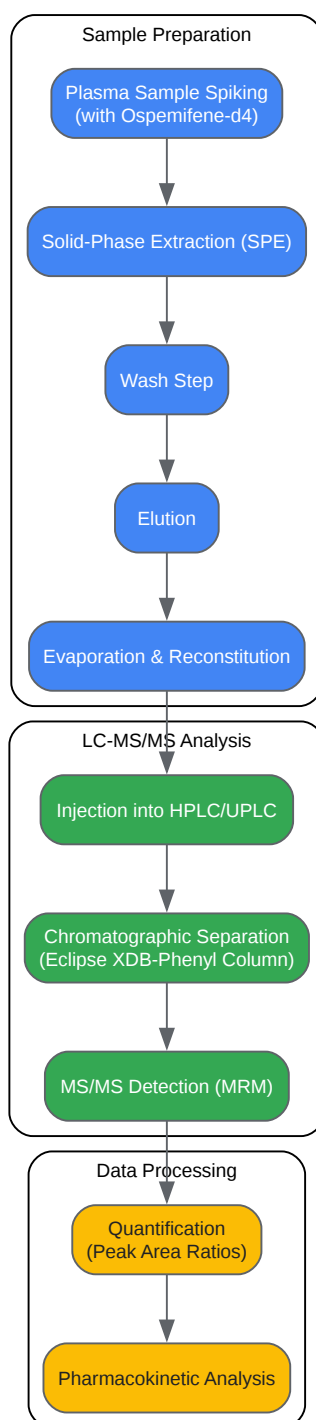 Sample Preparation
Plasma Sample Spiking
(with Ospemifene-d4)
Solid-Phase Extraction (SPE)
Wash Step
Elution
Evaporation & Reconstitution
LC-MS/MS Analysis
Injection into HPLC/UPLC
Chromatographic Separation
(Eclipse XDB-Phenyl Column)
MS/MS Detection (MRM)
Data Processing
Quantification
(Peak Area Ratios)
Pharmacokinetic Analysis